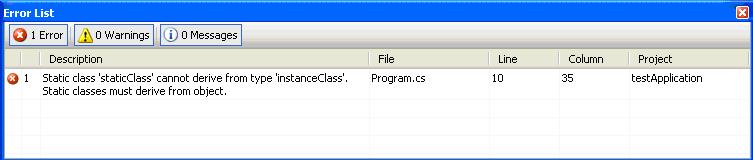 Error List
1 Error 0 Warnings 0 Messages
Description File Line Column Project
1 Static class 'staticClass' cannot derive from type 'instanceClass'. Program.cs 10 35 testApplication
Static classes must derive from object.